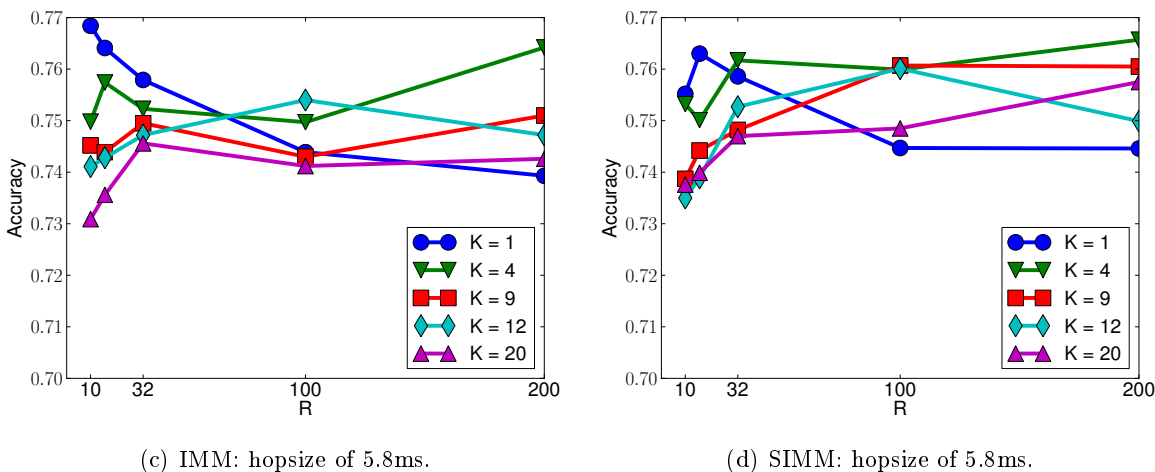 0.77
0.76
0.75
0.74
0.73
0.72
0.71
0.70
Accuracy
10 32 100 200
R
K = 1
K = 4
K = 9
K = 12
K = 20
(c) IMM: hopsize of 5.8ms.
0.77
0.76
0.75
0.74
0.73
0.72
0.71
0.70
Accuracy
10 32 100 200
R
K = 1
K = 4
K = 9
K = 12
K = 20
(d) SIMM: hopsize of 5.8ms.